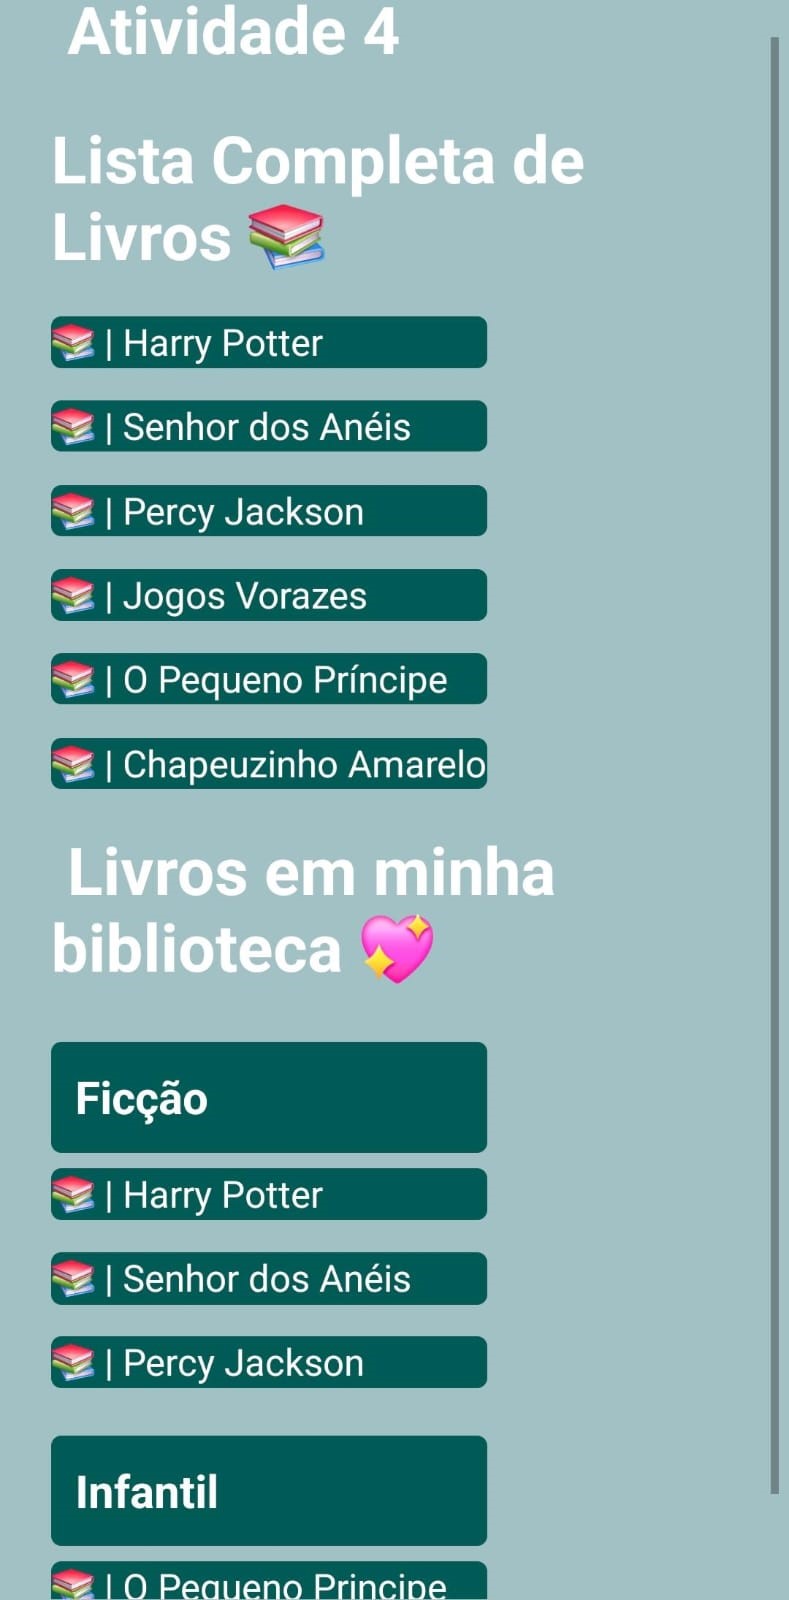 Atividade 4
Lista Completa de
Livros 📚
📚 | Harry Potter
📚 | Senhor dos Anéis
📚 | Percy Jackson
📚 | Jogos Vorazes
📚 | O Pequeno Príncipe
📚 | Chapeuzinho Amarelo
Livros em minha
biblioteca 💖
Ficção
📚 | Harry Potter
📚 | Senhor dos Anéis
📚 | Percy Jackson
Infantil
📚 | O Pequeno Principe